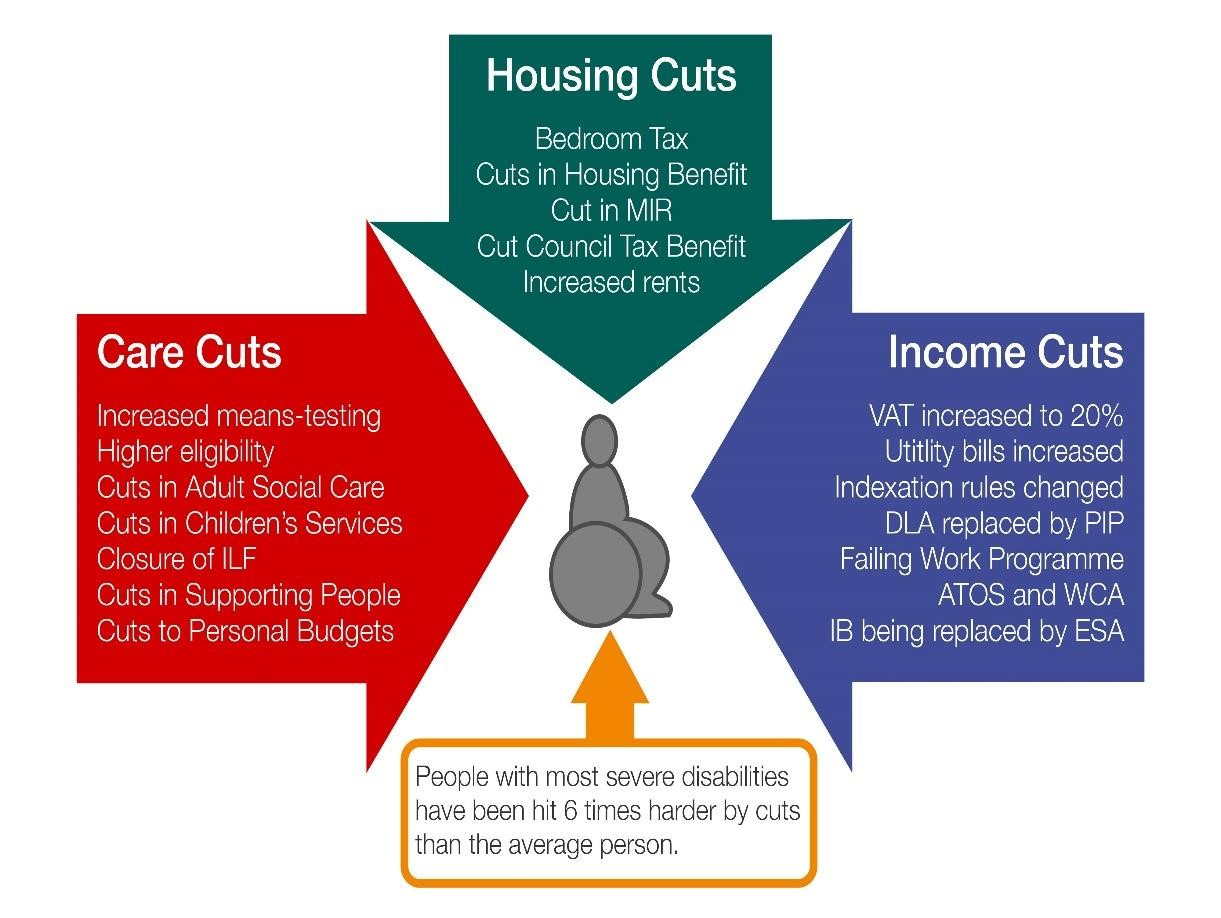 Housing Cuts
Bedroom Tax
Cuts in Housing Benefit
Cut in MIR
Cut Council Tax Benefit
Increased rents
Care Cuts
Increased means-testing
Higher eligibility
Cuts in Adult Social Care
Cuts in Children's Services
Closure of ILF
Cuts in Supporting People
Cuts to Personal Budgets
Income Cuts
VAT increased to 20%
Utitlity bills increased
Indexation rules changed
DLA replaced by PIP
Failing Work Programme
ATOS and WCA
IB being replaced by ESA
People with most severe disabilities
have been hit 6 times harder by cuts
than the average person.